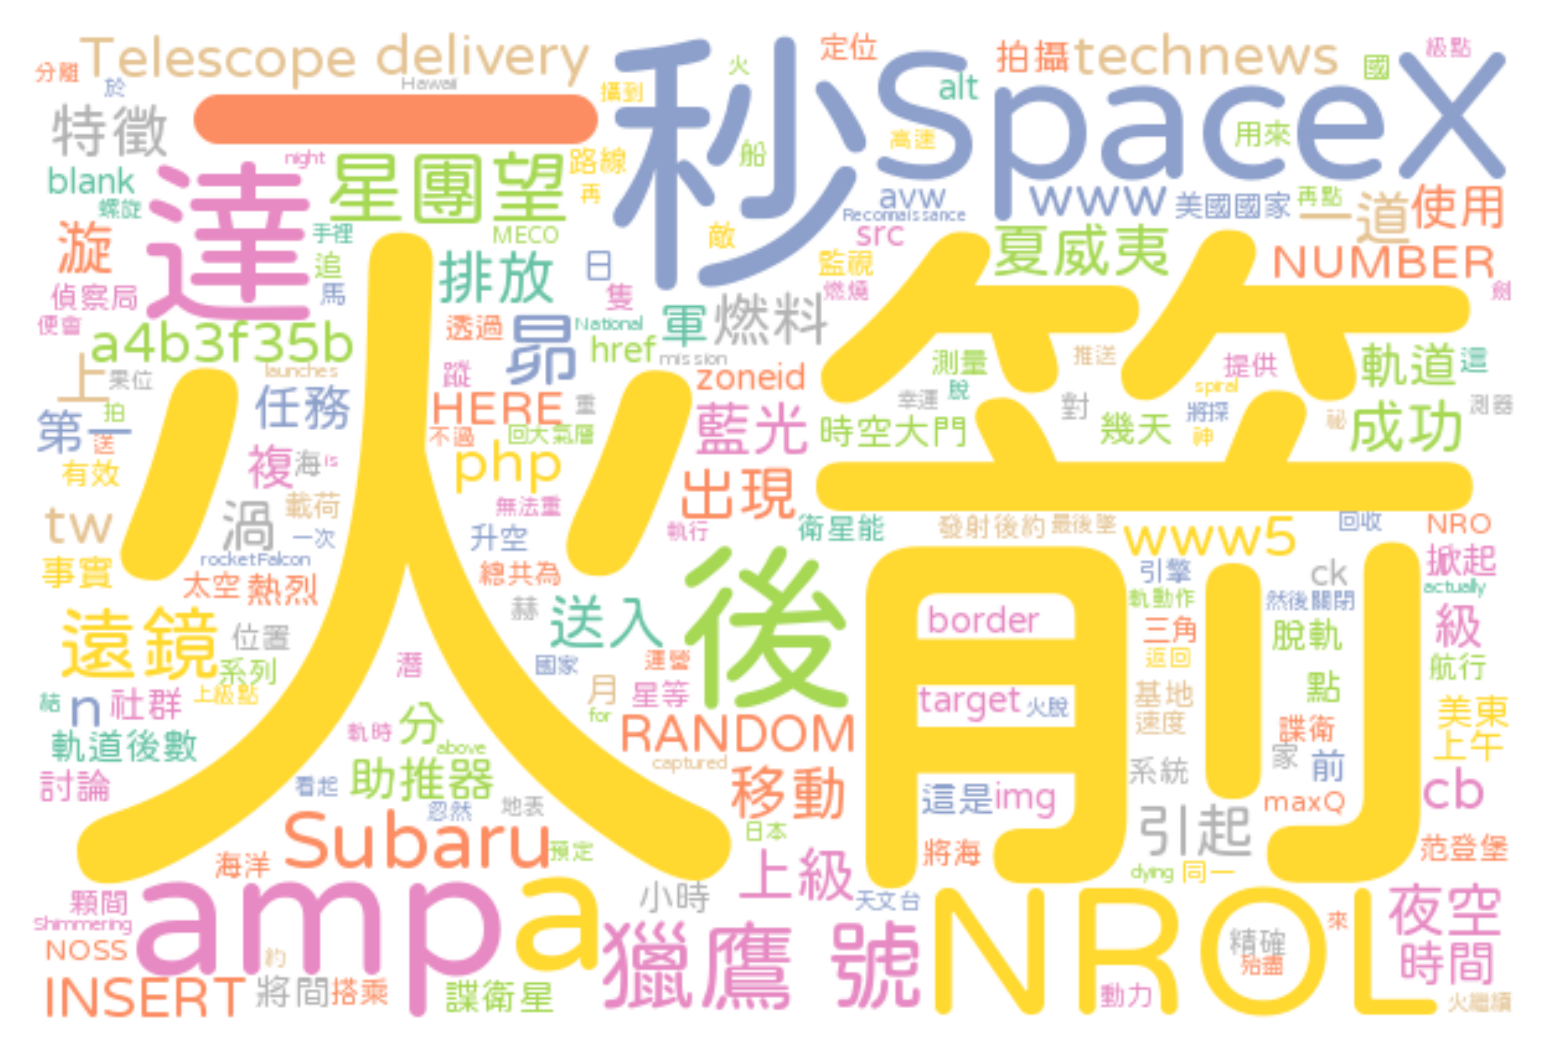 分離
Telescope delivery
於
Hawaii
攝到
火
秒
定位
SpaceX
alt
拍攝
technews
國
級點
特徵
一
高速
用來
船
night
星團望
路線
再
blank
螺旋
達
手裡
MECO
敵
avw
Reconnaissance
src
www
美國國家
再點
一道
使用
漩
追
排放
日
監視
夏威夷
NUMBER
偵察局
馬
隻
燃燒
劍
便會
透過
昴
National
軍
燃料
a4b3f35b
href
mission
測量
推送
提供
軌道
這
上
果位
launches
蹤
zoneid
脫
spiral
任務
HERE
重
藍光
幸運
對
將探
測器
第一
拍
送
不過
回大氣層
時空大門
神
幾天
祕
成功
有效
複
海
is
php
出現
火箭
tw
渦
載荷
一次
無法重
執行
衛星能
發射後約
最後墜
www5
回收
NRO
升空
rocketFalcon
事實
太空
熱烈
總共為
後
引擎
ck
掀起
actually
遠鏡
位置
赫
送入
border
軌動作
然後關閉
三角
脫軌
級
系列
潛
國家
運營
返回
航行
結
n
社群
上級點
月
星等
target
火脫
基地
點
for
速度
軌道後數
軌時
分
above
RANDOM
諜衛
美東
上午
討論
看起
助推器
captured
移動
這是
img
系統
家
前
maxQ
cb
忽然
地表
Subaru
預定
日本
將海
引起
范登堡
海洋
上級
dying
同一
顆間
Shimmering
amp
a
小時
天文台
NROL
夜空
NOSS
約
獵鷹
號
精確
殆盡
來
時間
INSERT
將間
搭乘
諜衛星
動力
火繼續